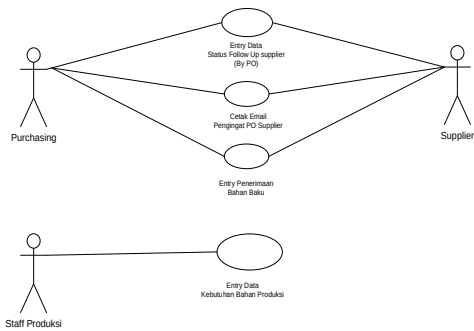 Entry Data
Status Follow Up supplier
(By PO)
Purchasing
Cetak Email
Pengingat PO Supplier
Supplier
Entry Penerimaan
Bahan Baku
Entry Data
Kebutuhan Bahan Produksi
Staff Produksi